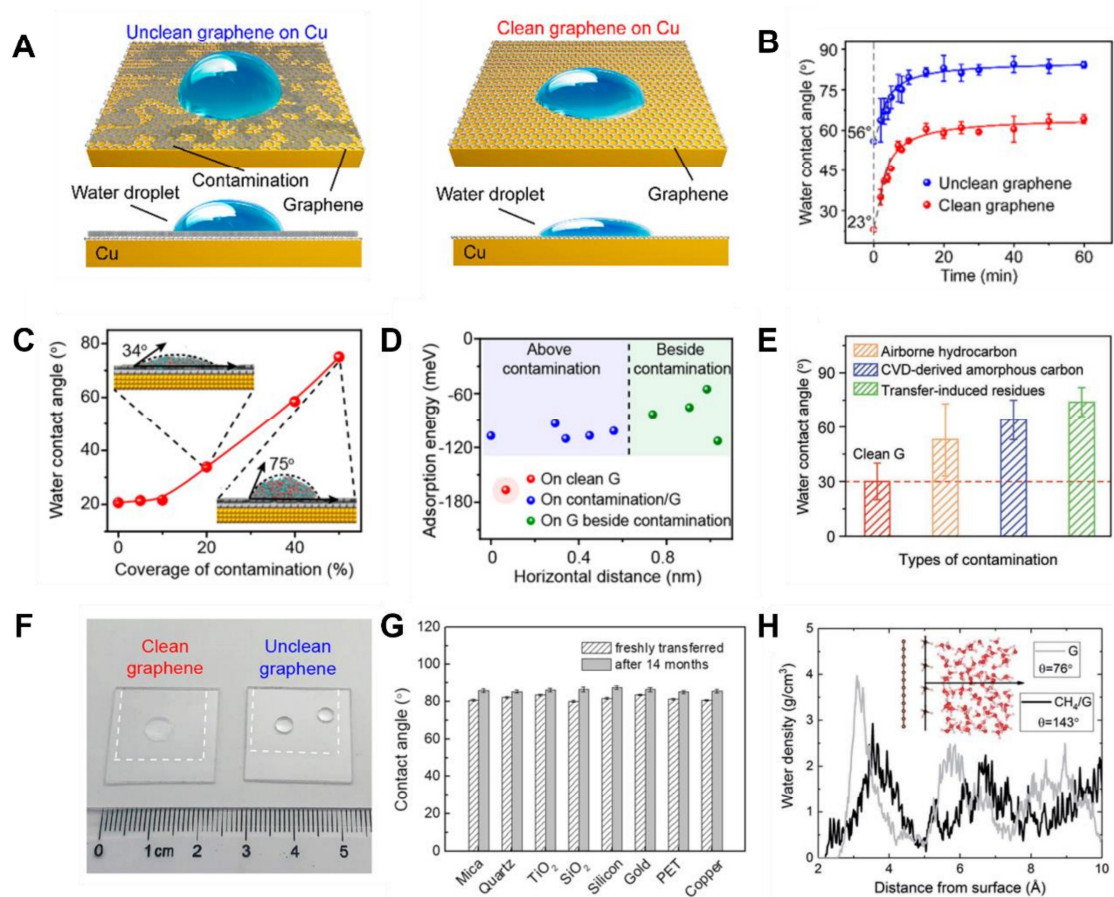 A
Unclean graphene on Cu
Contamination
Graphene
Water droplet
Cu
Clean graphene on Cu
Graphene
Water droplet
Cu
B
Water contact angle (°)
90
75
60
45
30
56°
23°
Unclean graphene
Clean graphene
0 20 40 60
Time (min)
C
Water contact angle (°)
80
60
40
20
34°
75°
0 20 40
Coverage of contamination (%)
D
Adsorption energy (meV)
0
-60
-120
-180
Above
contamination
Beside
contamination
On clean G
On contamination/G
On G beside contamination
0 0.4 0.8
Horizontal distance (nm)
E
Water contact angle (°)
90
60
30
0
Airborne hydrocarbon
CVD-derived amorphous carbon
Transfer-induced residues
Clean G
Types of contamination
F
Clean
graphene
Unclean
graphene
0 1cm 2 3 4 5
G
Contact angle (°)
120
100
80
60
40
20
0
freshly transferred
after 14 months
Mica Quartz TiO₂ SiO₂ Silicon Gold PET Copper
H
Water density (g/cm³)
5
4
3
2
1
0
G
θ=76°
CH₄/G
θ=143°
2 4 6 8 10
Distance from surface (Å)